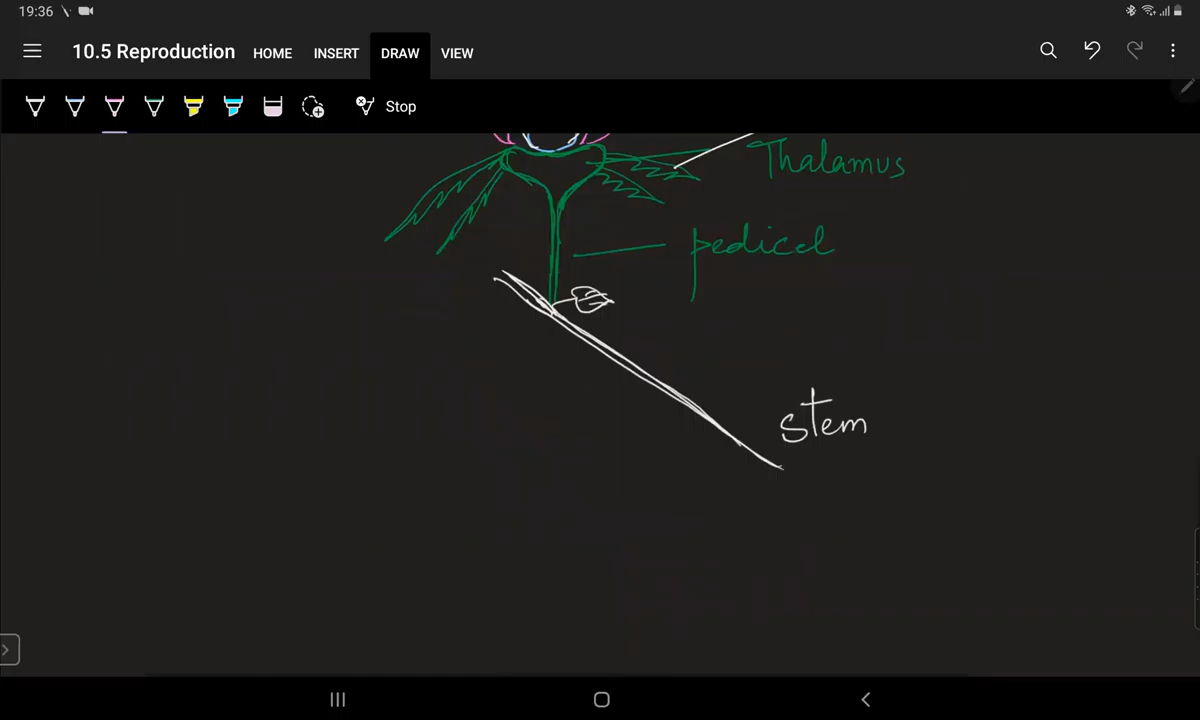 19:36
10.5 Reproduction HOME INSERT DRAW VIEW
Stop
Thalamus
pedicel
stem